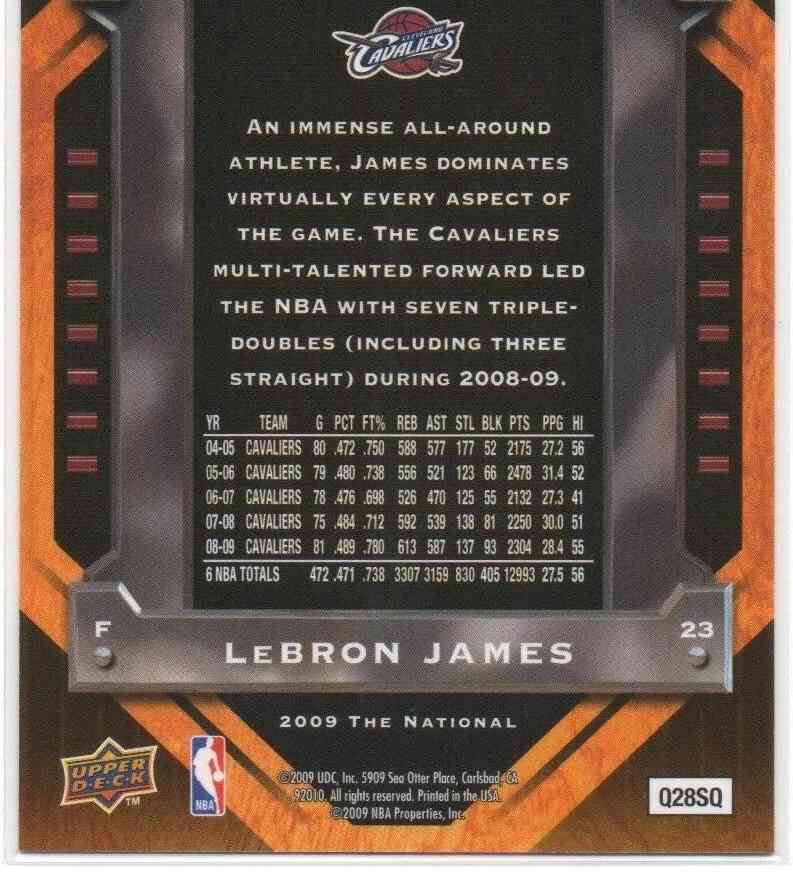 CLEVELAND
CAVALIERS
AN IMMENSE ALL-AROUND
ATHLETE, JAMES DOMINATES
VIRTUALLY EVERY ASPECT OF
THE GAME. THE CAVALIERS
MULTI-TALENTED FORWARD LED
THE NBA WITH SEVEN TRIPLE-
DOUBLES (INCLUDING THREE
STRAIGHT) DURING 2008-09.
YR TEAM G PCT FT% REB AST STL BLK PTS PPG HI
04-05 CAVALIERS 80 .472 .750 588 577 177 52 2175 27.2 56
05-06 CAVALIERS 79 .480 .738 556 521 123 66 2478 31.4 52
06-07 CAVALIERS 78 .476 .698 526 470 125 55 2132 27.3 41
07-08 CAVALIERS 75 .484 .712 592 539 138 81 2250 30.0 51
08-09 CAVALIERS 81 .489 .780 613 587 137 93 2304 28.4 55
6 NBA TOTALS 472 .471 .738 3307 3159 830 405 12993 27.5 56
F LEBRON JAMES 23
2009 THE NATIONAL
UPPER
D·E·C·K
TM
NBA
©2009 UDC, Inc. 5909 Sea Otter Place, Carlsbad, CA
92010. All rights reserved. Printed in the USA.
©2009 NBA Properties, Inc.
Q28SQ